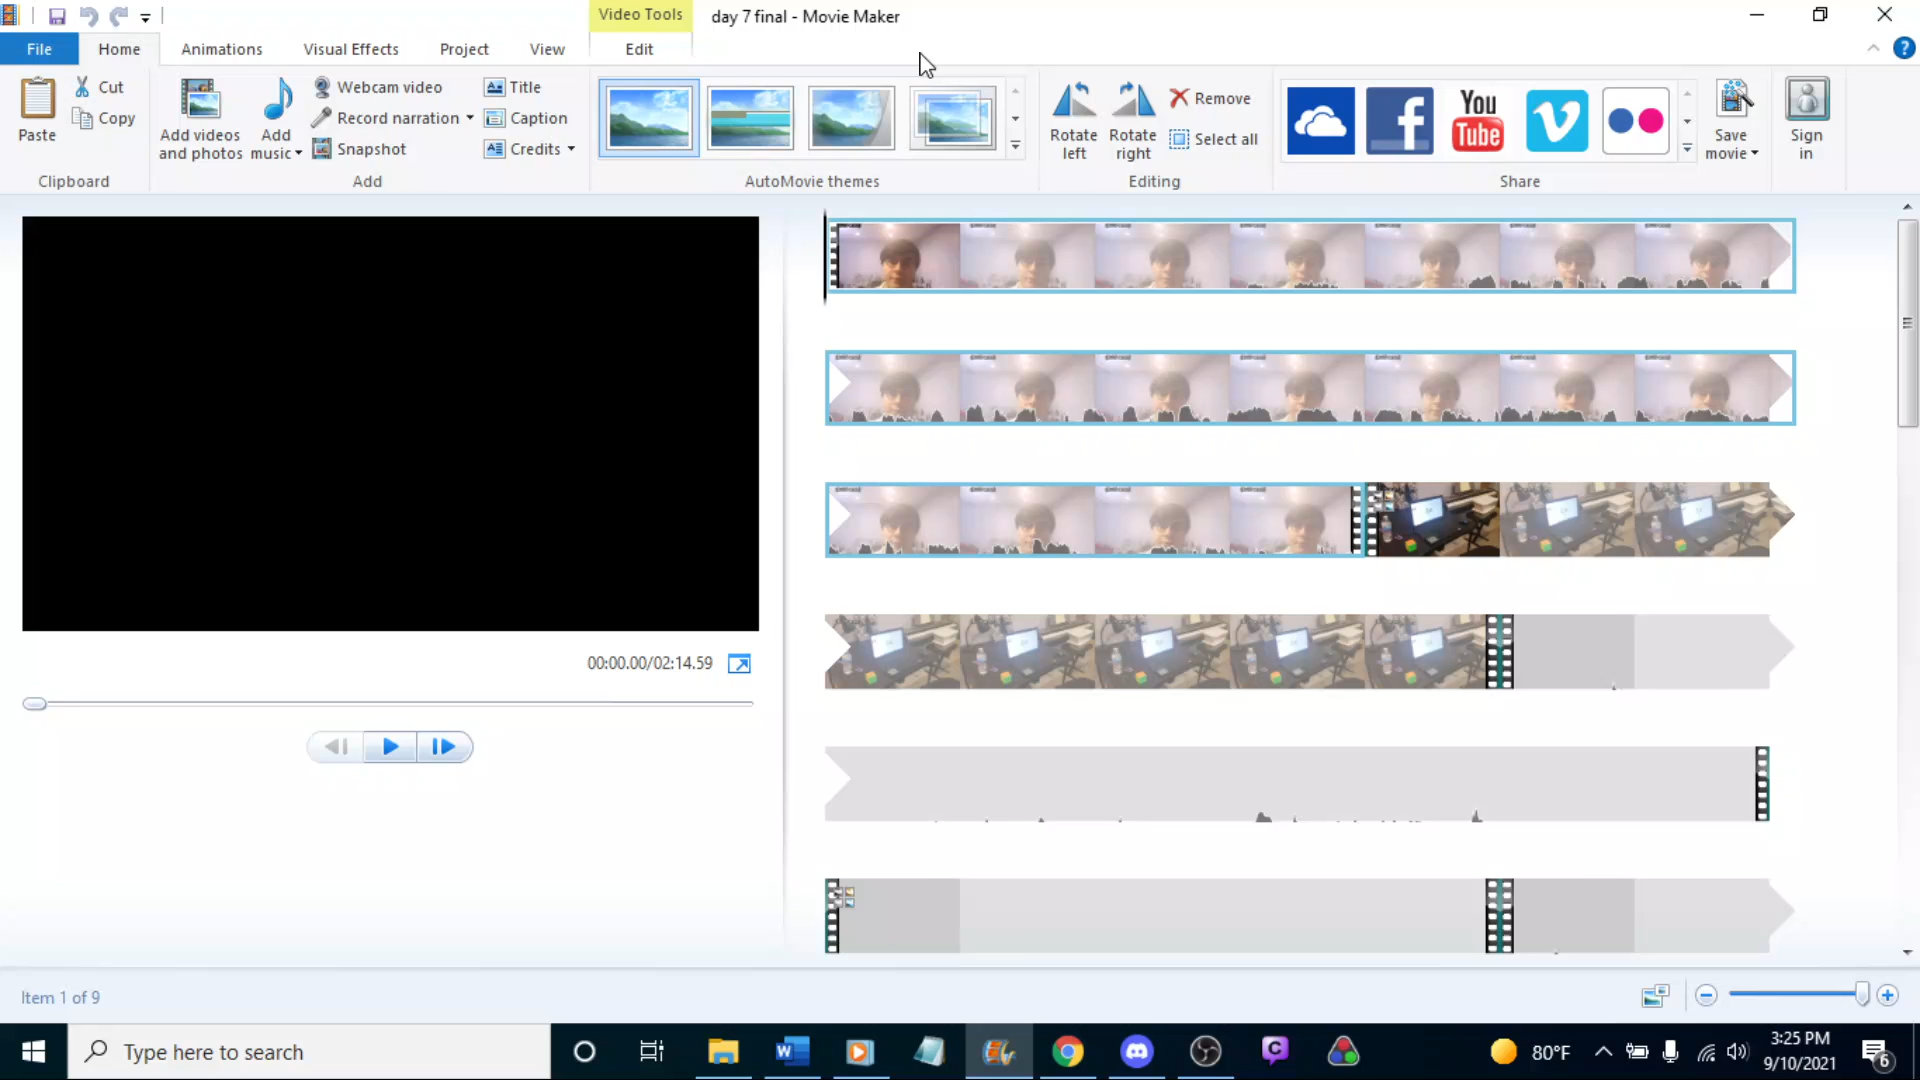 Video Tools
day 7 final - Movie Maker
File
Home
Animations
Visual Effects
Project
View
Edit
Paste
Cut
Copy
Clipboard
Add videos
and photos
Add
music
Webcam video
Record narration
Snapshot
Title
Caption
Credits
Add
AutoMovie themes
Rotate
left
Rotate
right
Remove
Select all
Editing
You
Tube
Share
Save
movie
Sign
in
00:00.00/02:14.59
Item 1 of 9
Type here to search
80°F
3:25 PM
9/10/2021
6